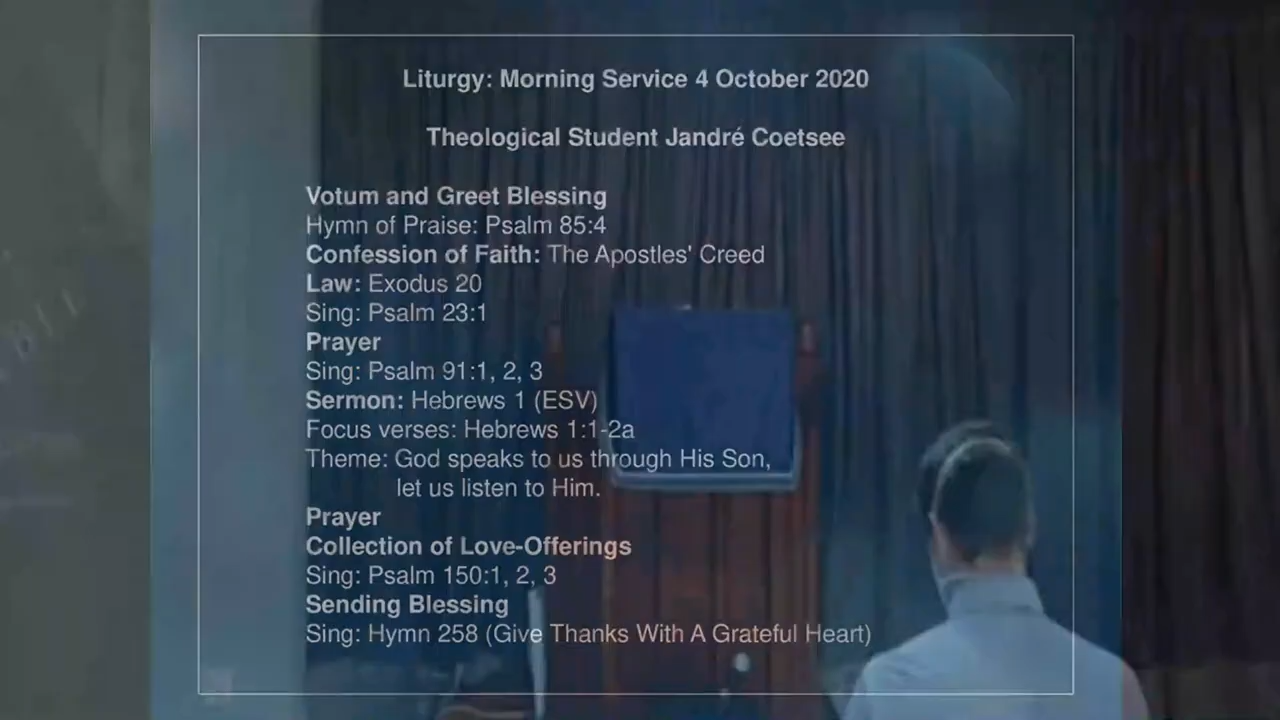 Liturgy: Morning Service 4 October 2020
Theological Student Jandré Coetsee
Votum and Greet Blessing
Hymn of Praise: Psalm 85:4
Confession of Faith: The Apostles' Creed
Law: Exodus 20
Sing: Psalm 23:1
Prayer
Sing: Psalm 91:1, 2, 3
Sermon: Hebrews 1 (ESV)
Focus verses: Hebrews 1:1-2a
Theme: God speaks to us through His Son,
let us listen to Him.
Prayer
Collection of Love-Offerings
Sing: Psalm 150:1, 2, 3
Sending Blessing
Sing: Hymn 258 (Give Thanks With A Grateful Heart)